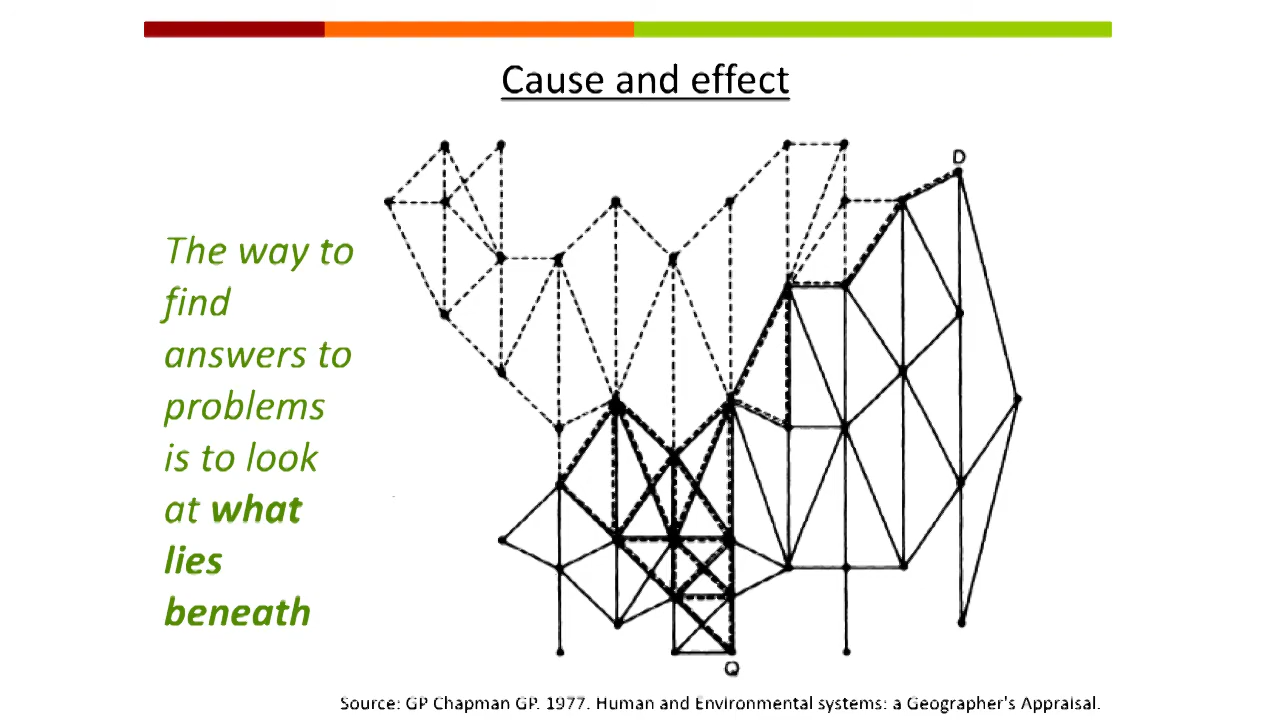 Cause and effect
D
The way to
find
answers to
problems
is to look
at what
lies
beneath
Q
Source: GP Chapman GP. 1977. Human and Environmental systems: a Geographer's Appraisal.